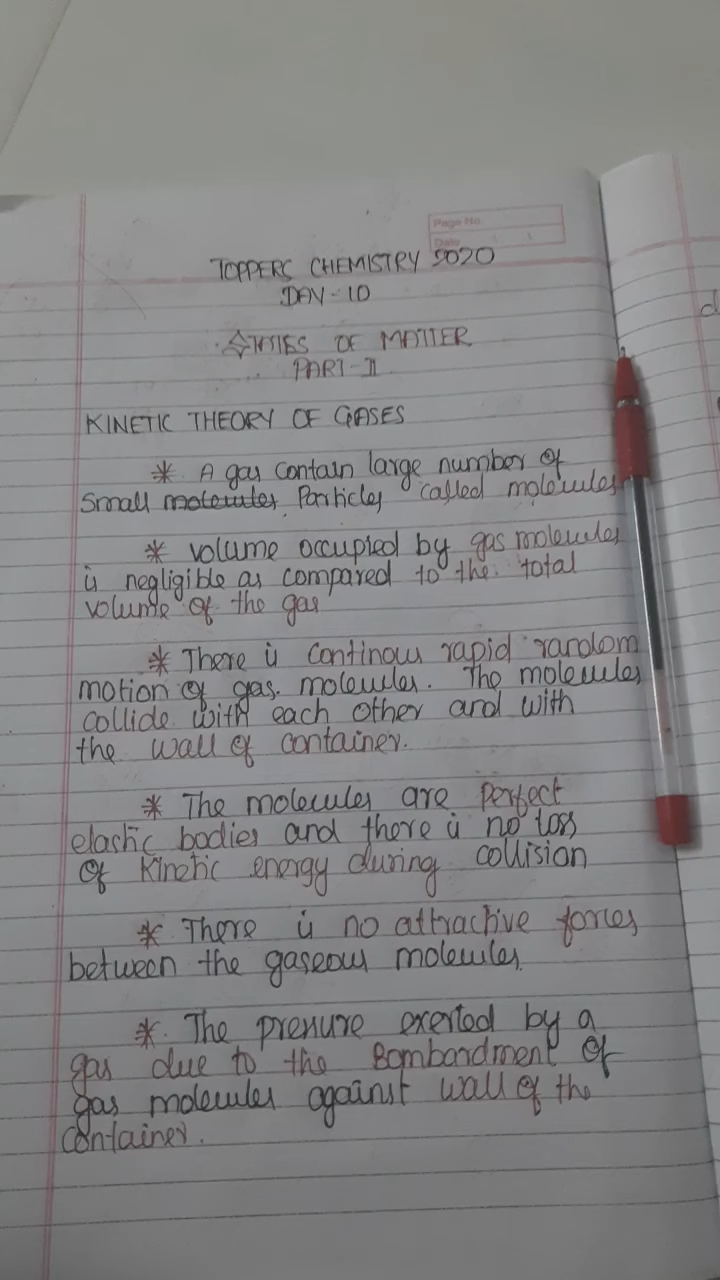 Page No.
Date
TOPPERS CHEMISTRY 2020
DAY-10
STATES OF MATTER
PART-II
KINETIC THEORY OF GASES
* A gas contain large number of
small molecules Particles called molecules
* volume occupied by gas molecules
is negligible as compared to the total
volume of the gas
* There is continous rapid random
motion of gas molecules. The molecules
collide with each other and with
the wall of container.
* The molecules are perfect
elastic bodies and there is no loss
of Kinetic energy during collision
* There is no attractive forces
between the gaseous molecules.
* The pressure exerted by a
gas due to the Bombardment of
gas molecules against wall of the
container.
d